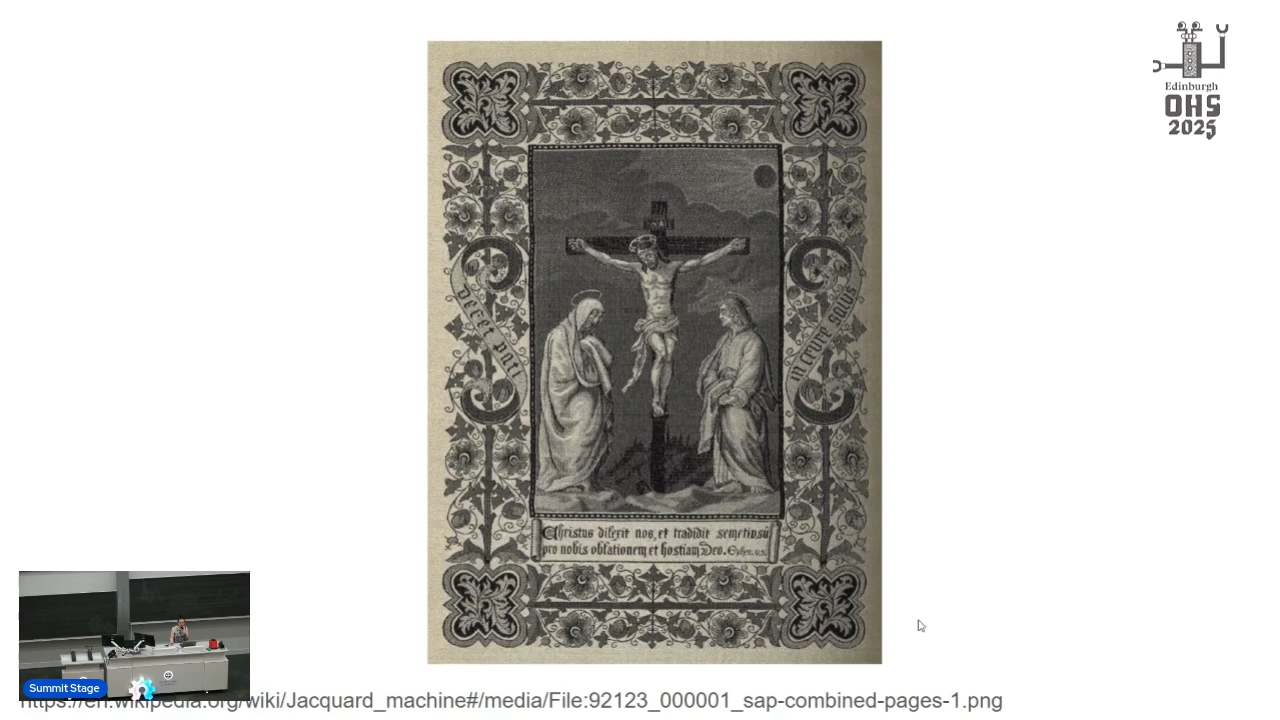 Edinburgh
OHS
2025
decet pati
in cruce salus
Christus dilexit nos, et tradidit semetipsū
pro nobis oblationem et hostiam Deo. Ephes. v.2.
Summit Stage
https://en.wikipedia.org/wiki/Jacquard_machine#/media/File:92123_000001_sap-combined-pages-1.png